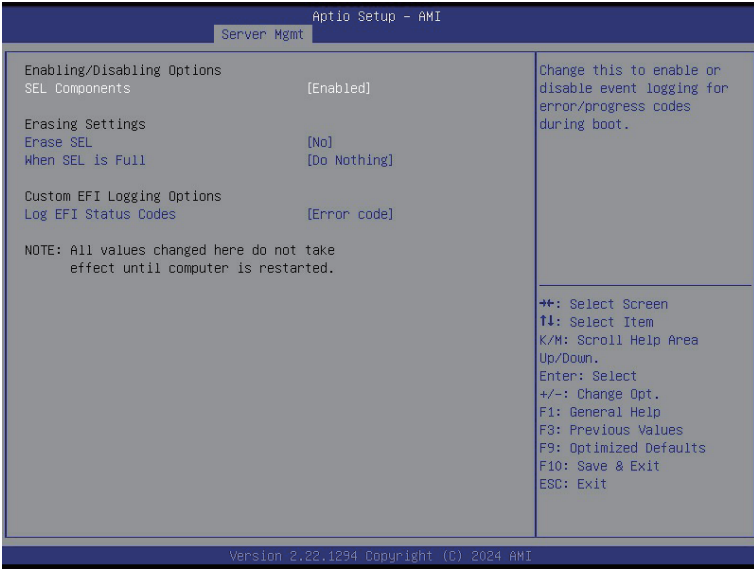 Aptio Setup – AMI
Server Mgmt
Enabling/Disabling Options
SEL Components [Enabled]
Erasing Settings
Erase SEL [No]
When SEL is Full [Do Nothing]
Custom EFI Logging Options
Log EFI Status Codes [Error code]
NOTE: All values changed here do not take
effect until computer is restarted.
Change this to enable or
disable event logging for
error/progress codes
during boot.
→←: Select Screen
↑↓: Select Item
K/M: Scroll Help Area
Up/Down.
Enter: Select
+/-: Change Opt.
F1: General Help
F3: Previous Values
F9: Optimized Defaults
F10: Save & Exit
ESC: Exit
Version 2.22.1294 Copyright (C) 2024 AMI